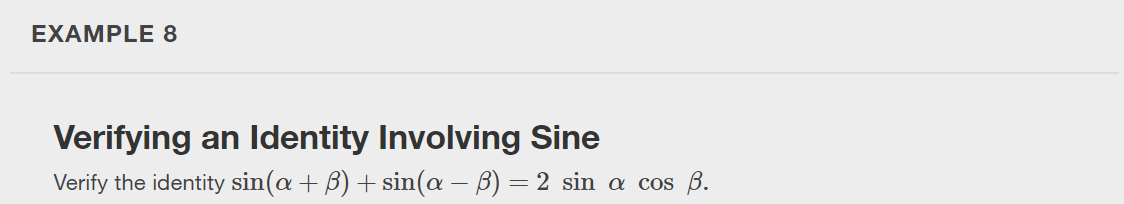 EXAMPLE 8
Verifying an Identity Involving Sine
Verify the identity sin(α + β) + sin(α − β) = 2 sin α cos β.